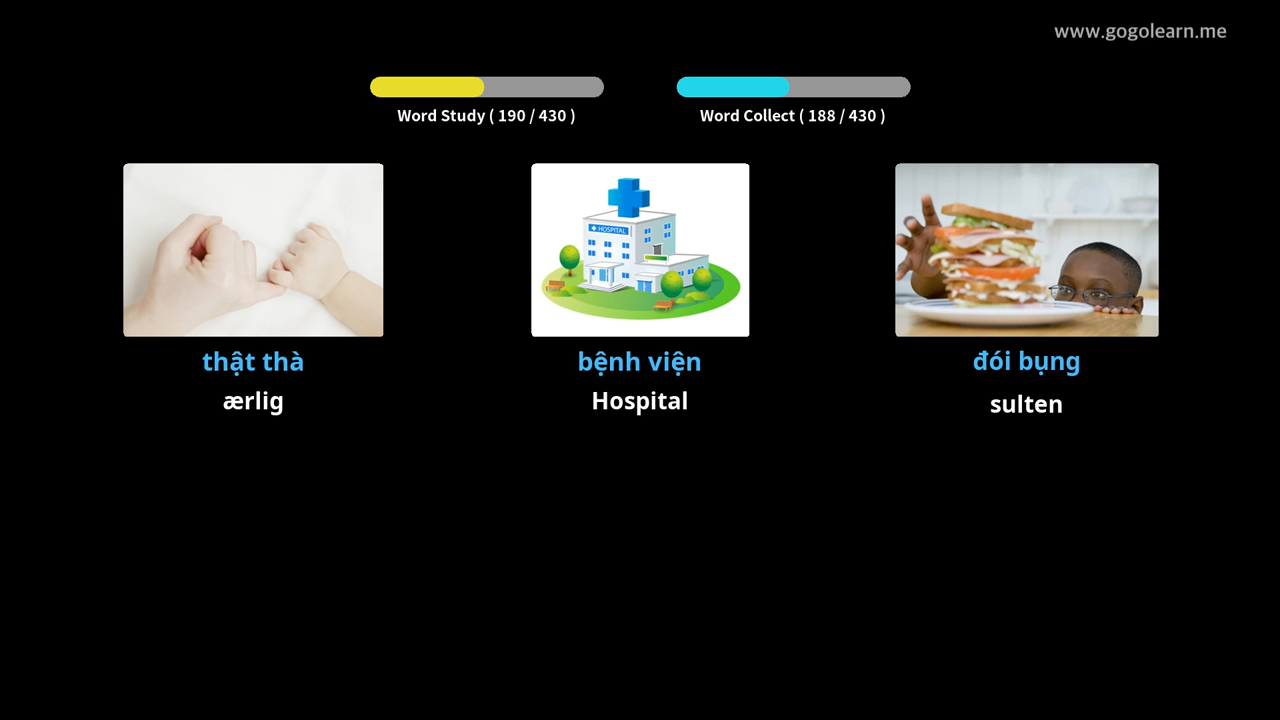 www.gogolearn.me
Word Study ( 190 / 430 )
Word Collect ( 188 / 430 )
HOSPITAL
thật thà
bệnh viện
đói bụng
ærlig
Hospital
sulten